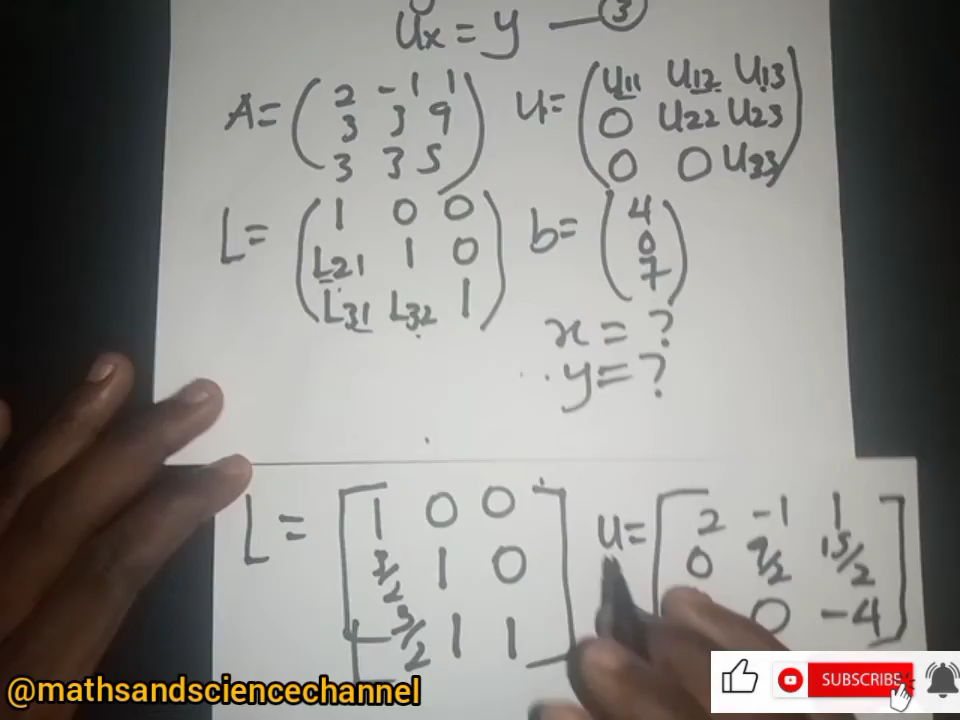 Ux = y — 3
A = ( 2 -1 1 U = ( U11 U12 U13
3 3 9 0 U22 U23
3 3 5 ) 0 0 U33 )
L = ( 1 0 0 b = ( 4
L21 1 0 0
L31 L32 1 ) 7 )
x = ?
y = ?
L = [ 1 0 0 U = [ 2 -1 1
3/2 1 0 0 9/2 15/2
3/2 1 1 ] 0 -4 ]
SUBSCRIBE
@mathsandsciencechannel